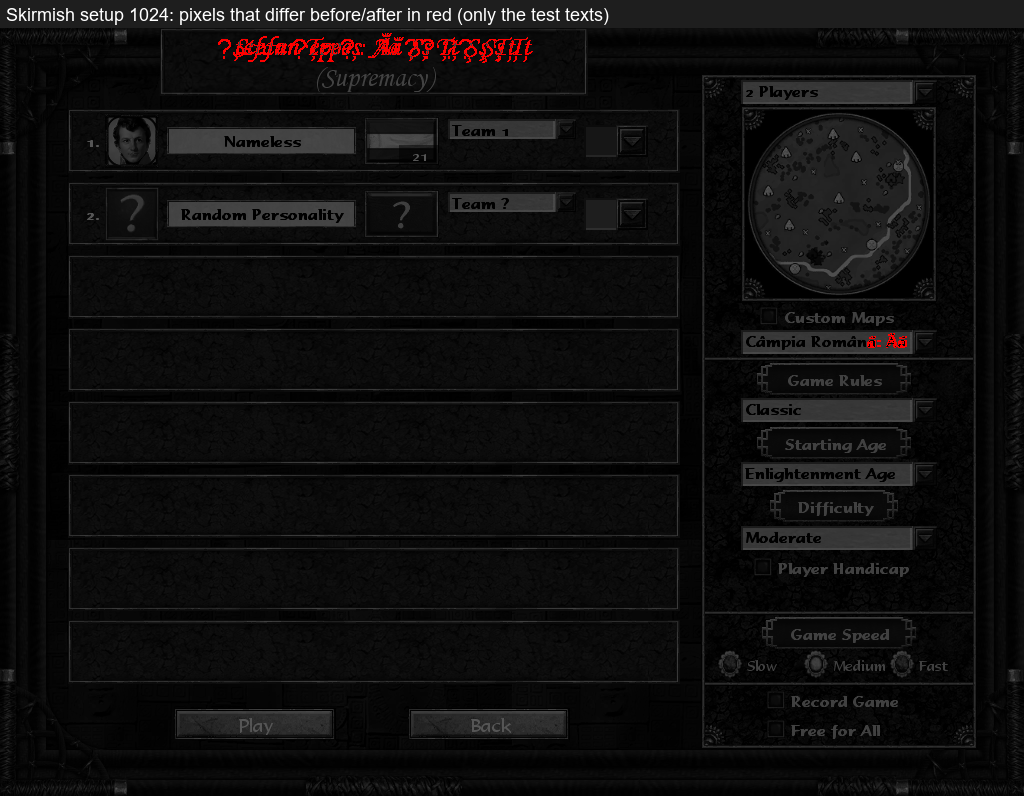 Skirmish setup 1024: pixels that differ before/after in red (only the test texts)
(Supremacy)
2 Players
1.
Nameless
21
Team 1
2.
?
Random Personality
?
Team ?
Custom Maps
Câmpia Română: Ăă
Game Rules
Classic
Starting Age
Enlightenment Age
Difficulty
Moderate
Player Handicap
Game Speed
Slow
Medium
Fast
Record Game
Free for All
Play
Back